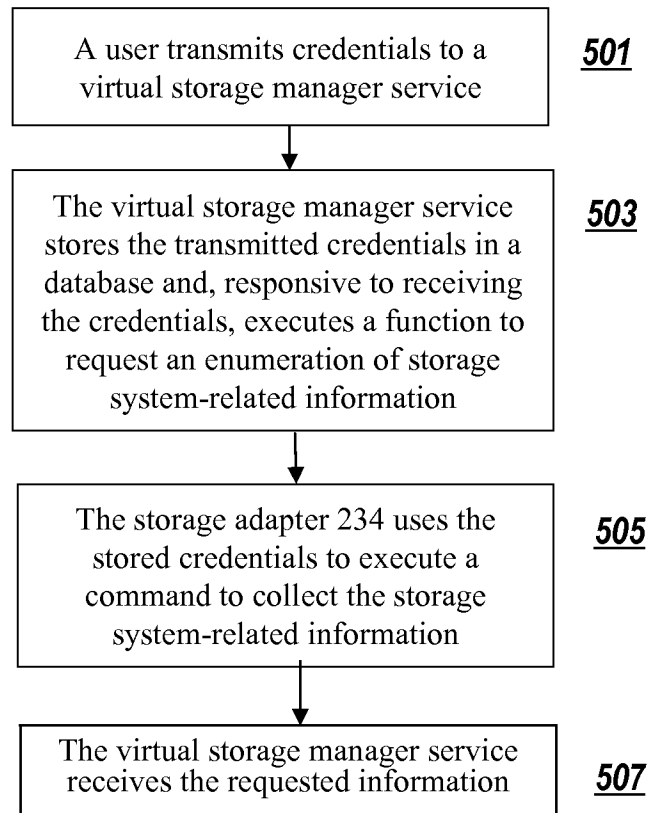 A user transmits credentials to a
virtual storage manager service
501
The virtual storage manager service
stores the transmitted credentials in a
database and, responsive to receiving
the credentials, executes a function to
request an enumeration of storage
system-related information
503
The storage adapter 234 uses the
stored credentials to execute a
command to collect the storage
system-related information
505
The virtual storage manager service
receives the requested information
507